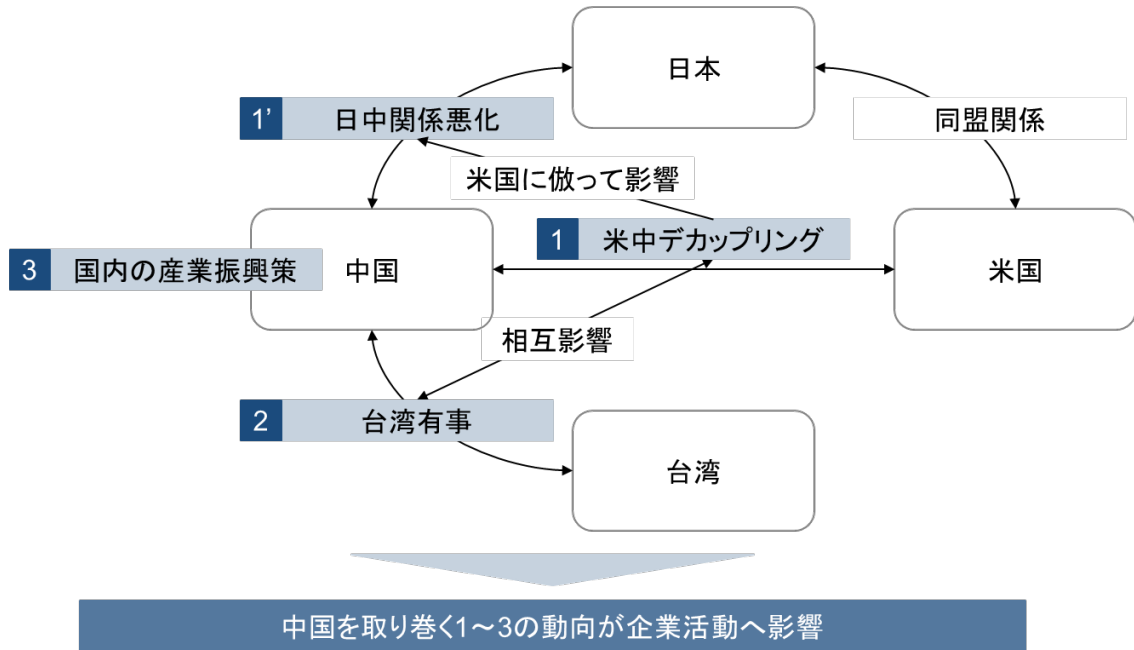 日本
1’ 日中関係悪化
同盟関係
米国に倣って影響
1 米中デカップリング
3 国内の産業振興策
中国
米国
相互影響
2 台湾有事
台湾
中国を取り巻く1~3の動向が企業活動へ影響